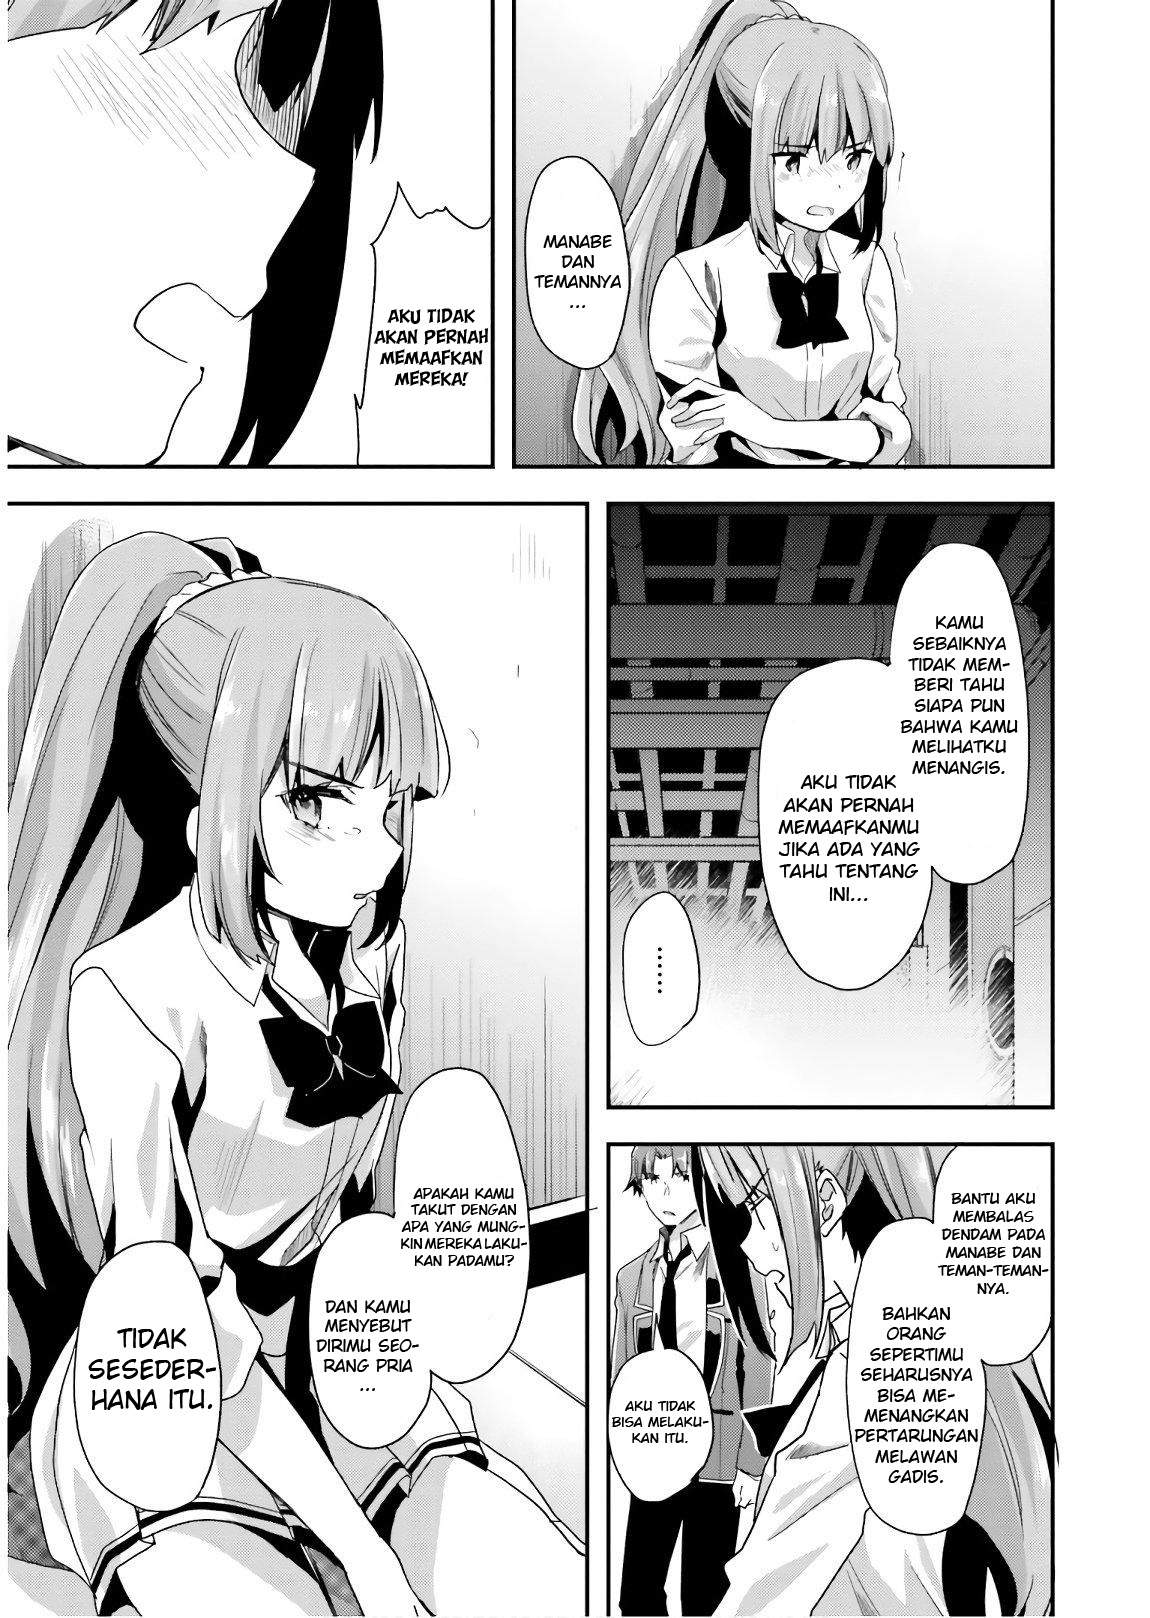 MANABE
DAN
TEMANNYA
...
AKU TIDAK
AKAN PERNAH
MEMAAFKAN
MEREKA!
KAMU
SEBAIKNYA
TIDAK MEM-
BERI TAHU
SIAPA PUN
BAHWA KAMU
MELIHATKU
MENANGIS.
AKU TIDAK
AKAN PERNAH
MEMAAFKANMU
JIKA ADA YANG
TAHU TENTANG
INI...
......
BANTU AKU
MEMBALAS
DENDAM PADA
MANABE DAN
TEMAN-TEMAN-
NYA.
BAHKAN
ORANG
SEPERTIMU
SEHARUSNYA
BISA ME-
MENANGKAN
PERTARUNGAN
MELAWAN
GADIS.
AKU TIDAK
BISA MELAKU-
KAN ITU.
APAKAH KAMU
TAKUT DENGAN
APA YANG MUNG-
KIN MEREKA LAKU-
KAN PADAMU?
DAN KAMU
MENYEBUT
DIRIMU SEO-
RANG PRIA
...
TIDAK
SESEDER-
HANA ITU.